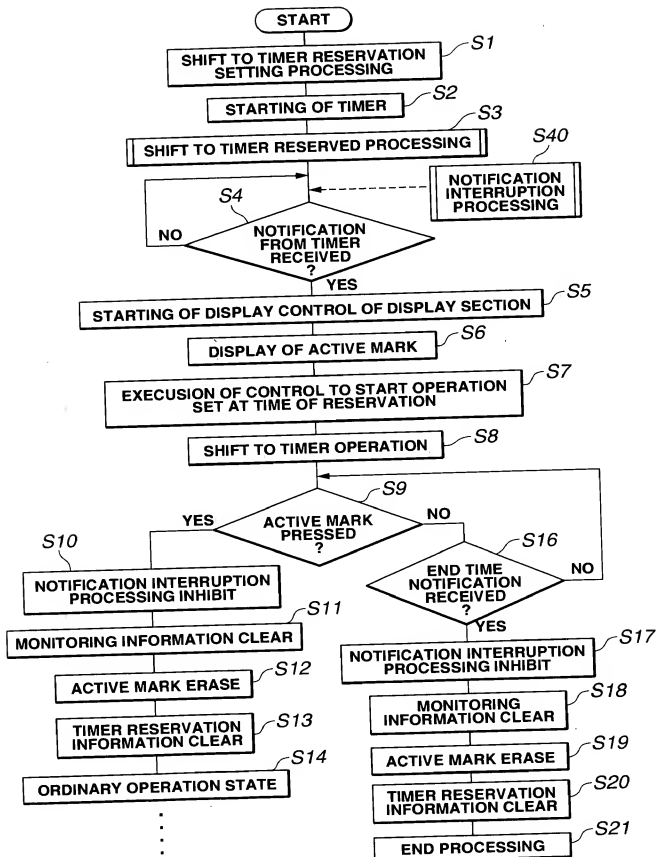 START
S1
SHIFT TO TIMER RESERVATION
SETTING PROCESSING
S2
STARTING OF TIMER
S3
SHIFT TO TIMER RESERVED PROCESSING
S40
NOTIFICATION
INTERRUPTION
PROCESSING
S4
NO
NOTIFICATION
FROM TIMER
RECEIVED
?
YES
STARTING OF DISPLAY CONTROL OF DISPLAY SECTION
S5
S6
DISPLAY OF ACTIVE MARK
S7
EXECUSION OF CONTROL TO START OPERATION
SET AT TIME OF RESERVATION
S8
SHIFT TO TIMER OPERATION
S9
YES
ACTIVE MARK
PRESSED
?
NO
S10
NOTIFICATION INTERRUPTION
PROCESSING INHIBIT
S11
MONITORING INFORMATION CLEAR
S12
ACTIVE MARK ERASE
S13
TIMER RESERVATION
INFORMATION CLEAR
S14
ORDINARY OPERATION STATE
S16
END TIME
NOTIFICATION
RECEIVED
?
NO
YES
S17
NOTIFICATION INTERRUPTION
PROCESSING INHIBIT
S18
MONITORING
INFORMATION CLEAR
S19
ACTIVE MARK ERASE
S20
TIMER RESERVATION
INFORMATION CLEAR
S21
END PROCESSING